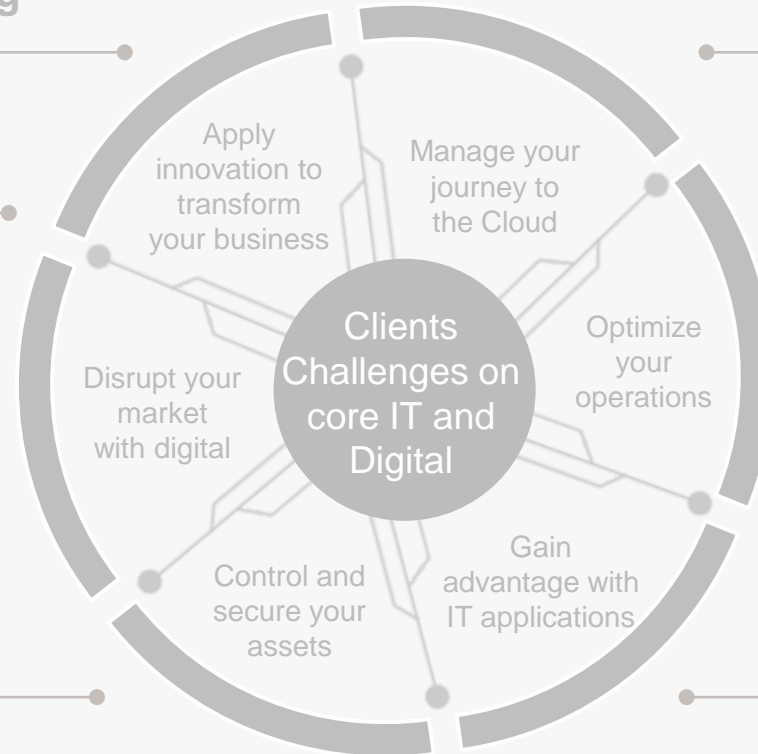 g
Apply
innovation to
transform
your business
Manage your
journey to
the Cloud
Optimize
your
operations
Gain
advantage with
IT applications
Control and
secure your
assets
Disrupt your
market
with digital
Clients
Challenges on
core IT and
Digital